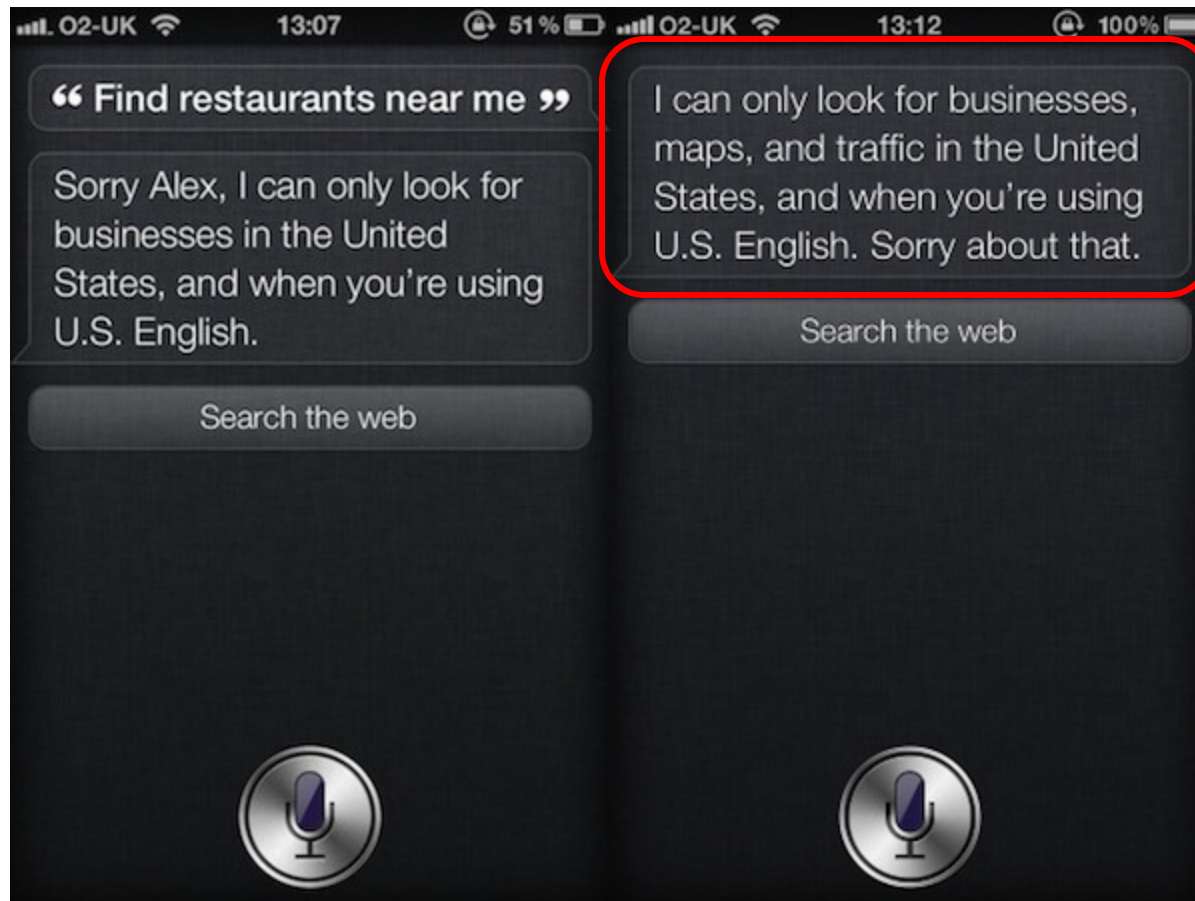 O2-UK 13:07 51%
“ Find restaurants near me ”
Sorry Alex, I can only look for
businesses in the United
States, and when you’re using
U.S. English.
Search the web
O2-UK 13:12 100%
I can only look for businesses,
maps, and traffic in the United
States, and when you’re using
U.S. English. Sorry about that.
Search the web